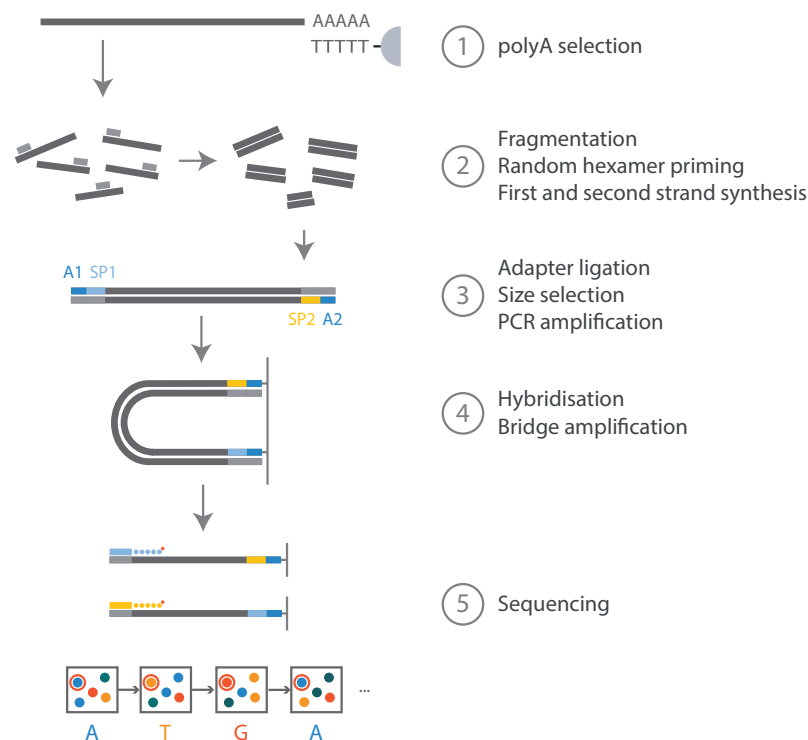 AAAAA
TTTTT
1 polyA selection
Fragmentation
2 Random hexamer priming
First and second strand synthesis
A1 SP1
SP2 A2
Adapter ligation
3 Size selection
PCR amplification
Hybridisation
4 Bridge amplification
5 Sequencing
...
A T G A